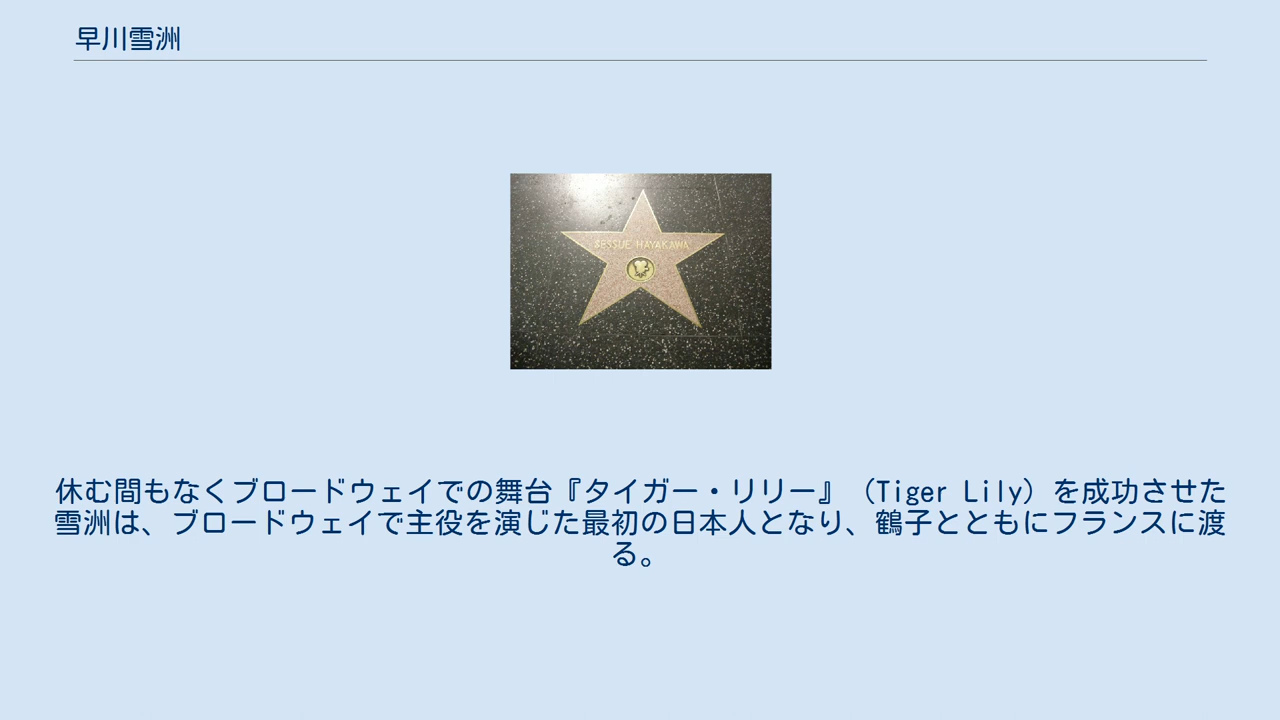 早川雪洲
SESSUE HAYAKAWA
休む間もなくブロードウェイでの舞台『タイガー・リリー』（Tiger Lily）を成功させた
雪洲は、ブロードウェイで主役を演じた最初の日本人となり、鶴子とともにフランスに渡
る。